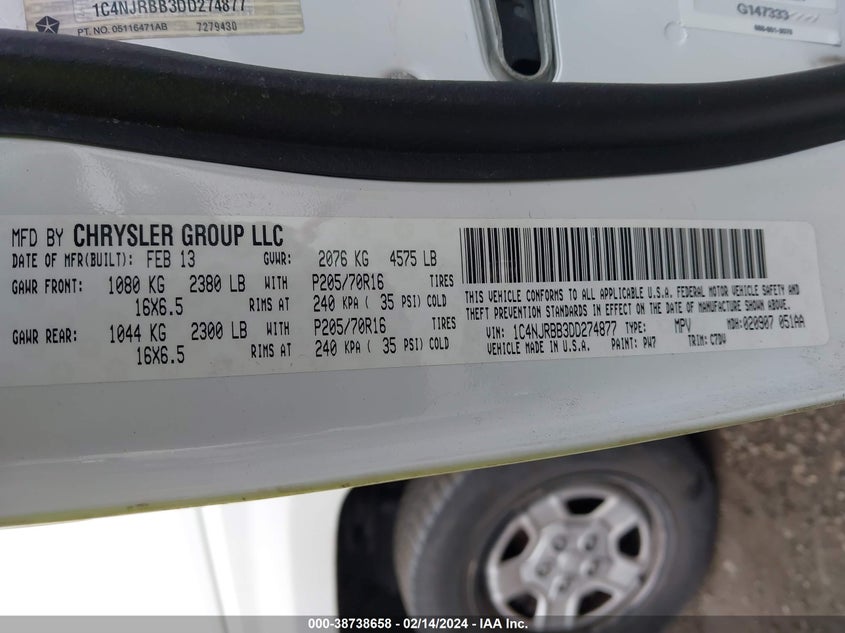 1C4NJRBB3DD274877
PT. NO. 05116471AB 7279430
G147333
MFD BY CHRYSLER GROUP LLC
DATE OF MFR(BUILT): FEB 13 GVWR: 2076 KG 4575 LB
GAWR FRONT: 1080 KG 2380 LB WITH P205/70R16 TIRES
16X6.5 RIMS AT 240 KPA ( 35 PSI) COLD
GAWR REAR: 1044 KG 2300 LB WITH P205/70R16 TIRES
16X6.5 RIMS AT 240 KPA ( 35 PSI) COLD
THIS VEHICLE CONFORMS TO ALL APPLICABLE U.S.A. FEDERAL MOTOR VEHICLE SAFETY AND
THEFT PREVENTION STANDARDS IN EFFECT ON THE DATE OF MANUFACTURE SHOWN ABOVE.
VIN: 1C4NJRBB3DD274877 TYPE: MPV MDH: 020907 051AA
VEHICLE MADE IN U.S.A. PAINT: PW7 TRIM: C7DV
000-38738658 - 02/14/2024 - IAA Inc.